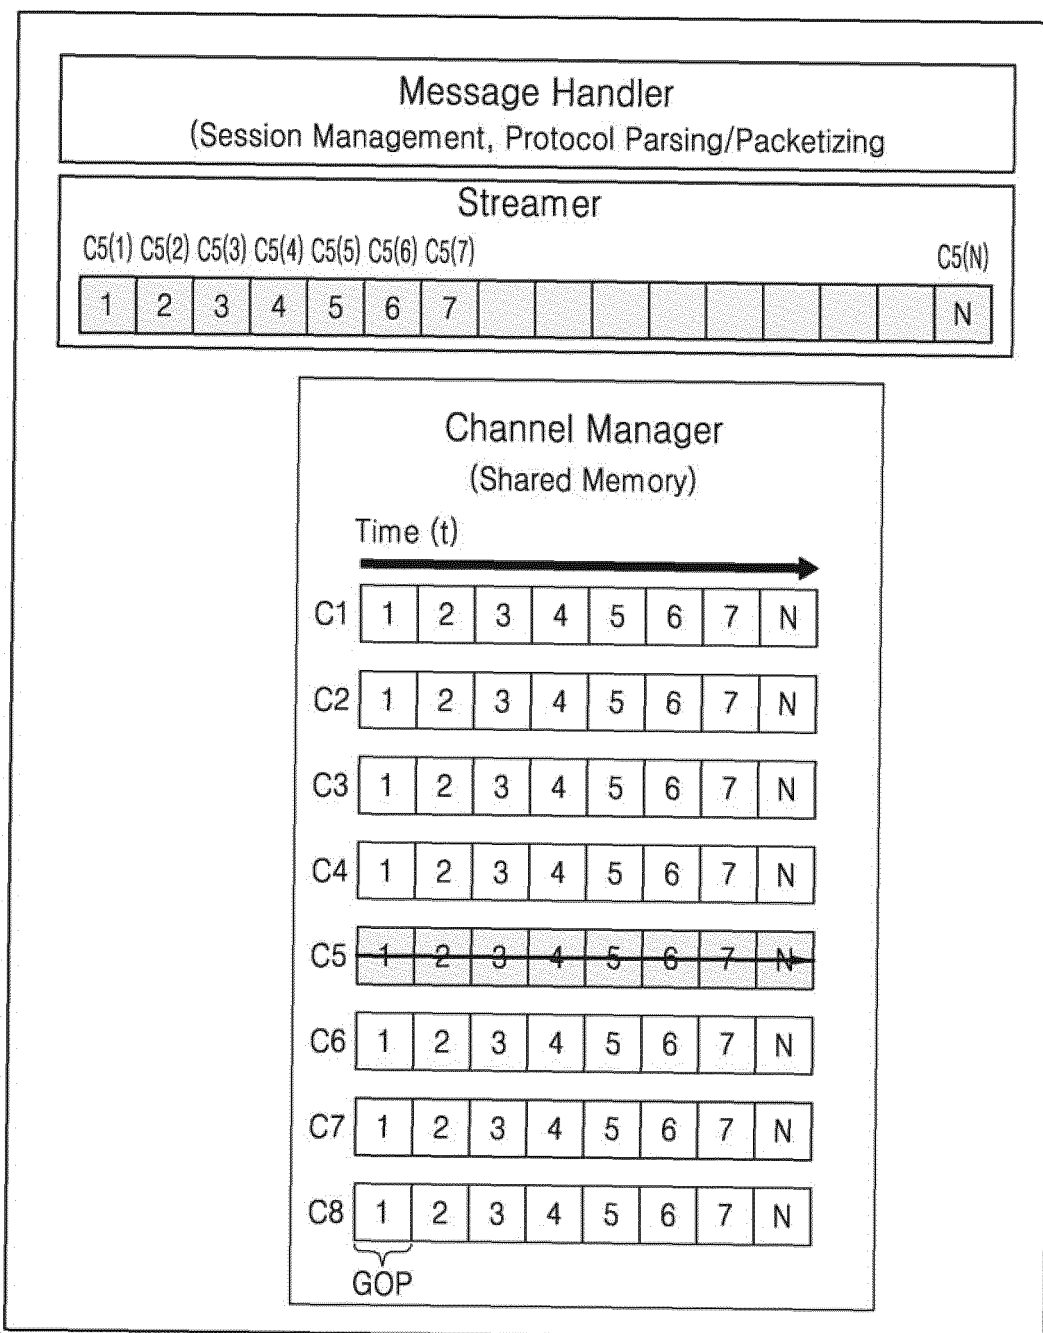 Message Handler
(Session Management, Protocol Parsing/Packetizing
Streamer
C5(1) C5(2) C5(3) C5(4) C5(5) C5(6) C5(7) C5(N)
1 2 3 4 5 6 7 N
Channel Manager
(Shared Memory)
Time (t)
C1 1 2 3 4 5 6 7 N
C2 1 2 3 4 5 6 7 N
C3 1 2 3 4 5 6 7 N
C4 1 2 3 4 5 6 7 N
C5 1 2 3 4 5 6 7 N
C6 1 2 3 4 5 6 7 N
C7 1 2 3 4 5 6 7 N
C8 1 2 3 4 5 6 7 N
GOP